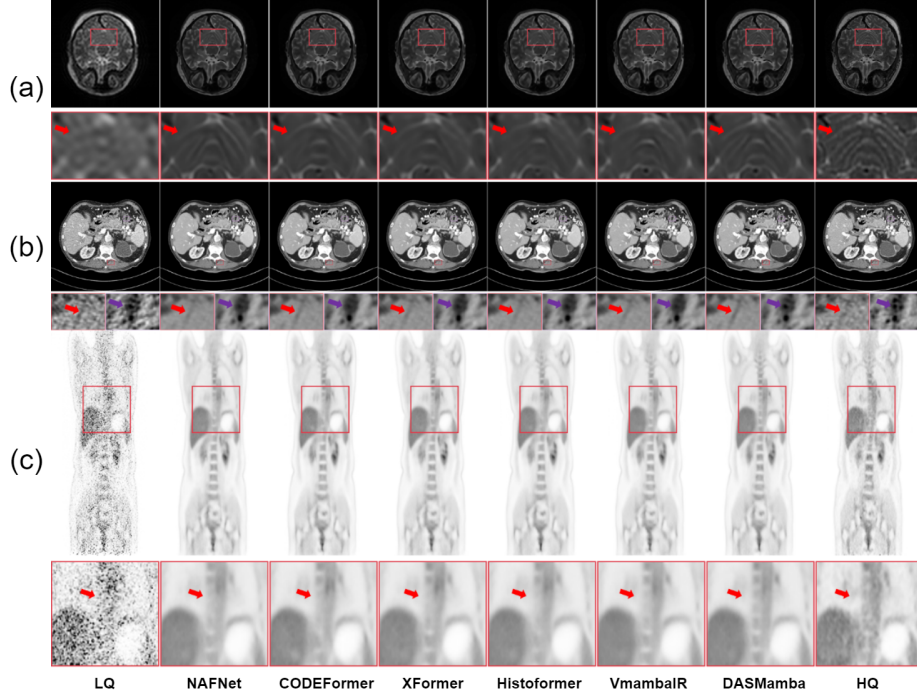 (a)
(b)
(c)
LQ NAFNet CODEFormer XFormer Histoformer VmambaIR DASMamba HQ